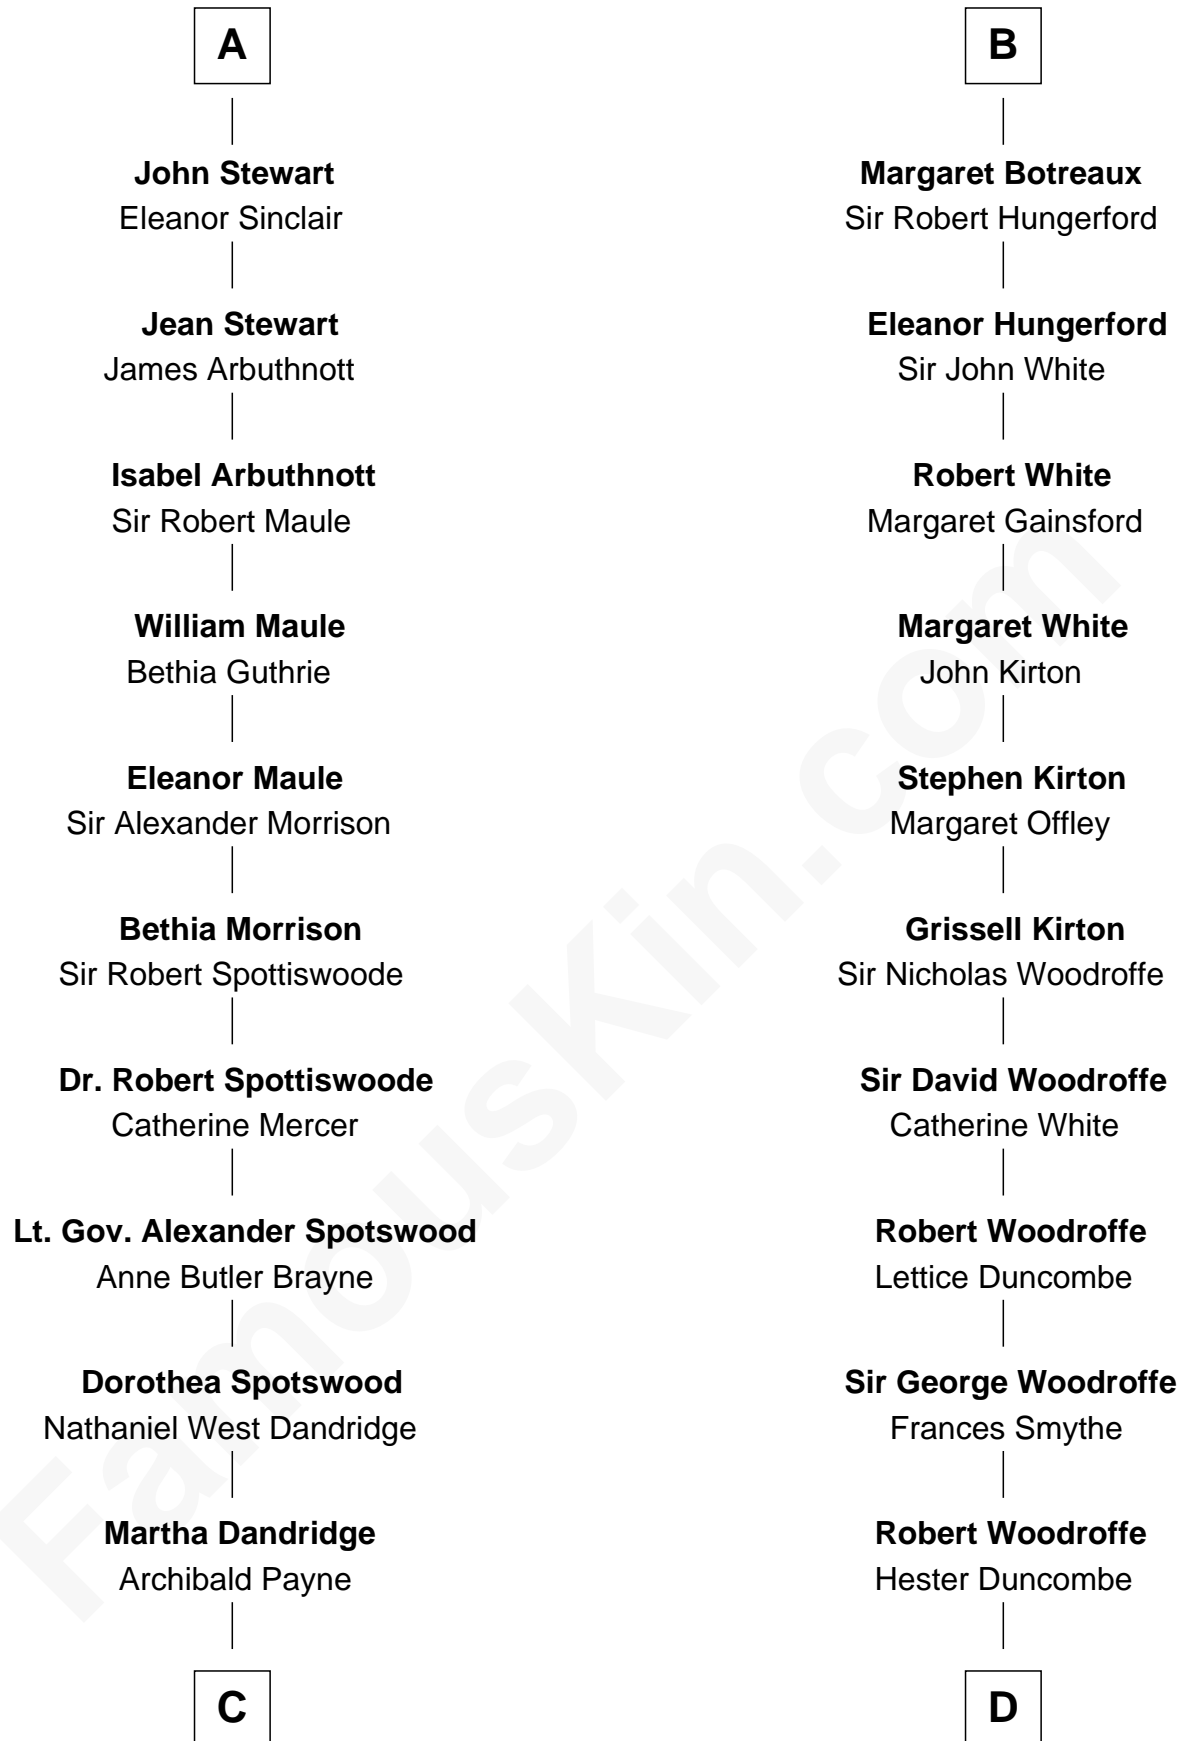 A
John Stewart
Eleanor Sinclair
Jean Stewart
James Arbuthnott
Isabel Arbuthnott
Sir Robert Maule
William Maule
Bethia Guthrie
Eleanor Maule
Sir Alexander Morrison
Bethia Morrison
Sir Robert Spottiswoode
Dr. Robert Spottiswoode
Catherine Mercer
Lt. Gov. Alexander Spotswood
Anne Butler Brayne
Dorothea Spotswood
Nathaniel West Dandridge
Martha Dandridge
Archibald Payne
C
B
Margaret Botreaux
Sir Robert Hungerford
Eleanor Hungerford
Sir John White
Robert White
Margaret Gainsford
Margaret White
John Kirton
Stephen Kirton
Margaret Offley
Grissell Kirton
Sir Nicholas Woodroffe
Sir David Woodroffe
Catherine White
Robert Woodroffe
Lettice Duncombe
Sir George Woodroffe
Frances Smythe
Robert Woodroffe
Hester Duncombe
D
FamousKin.com